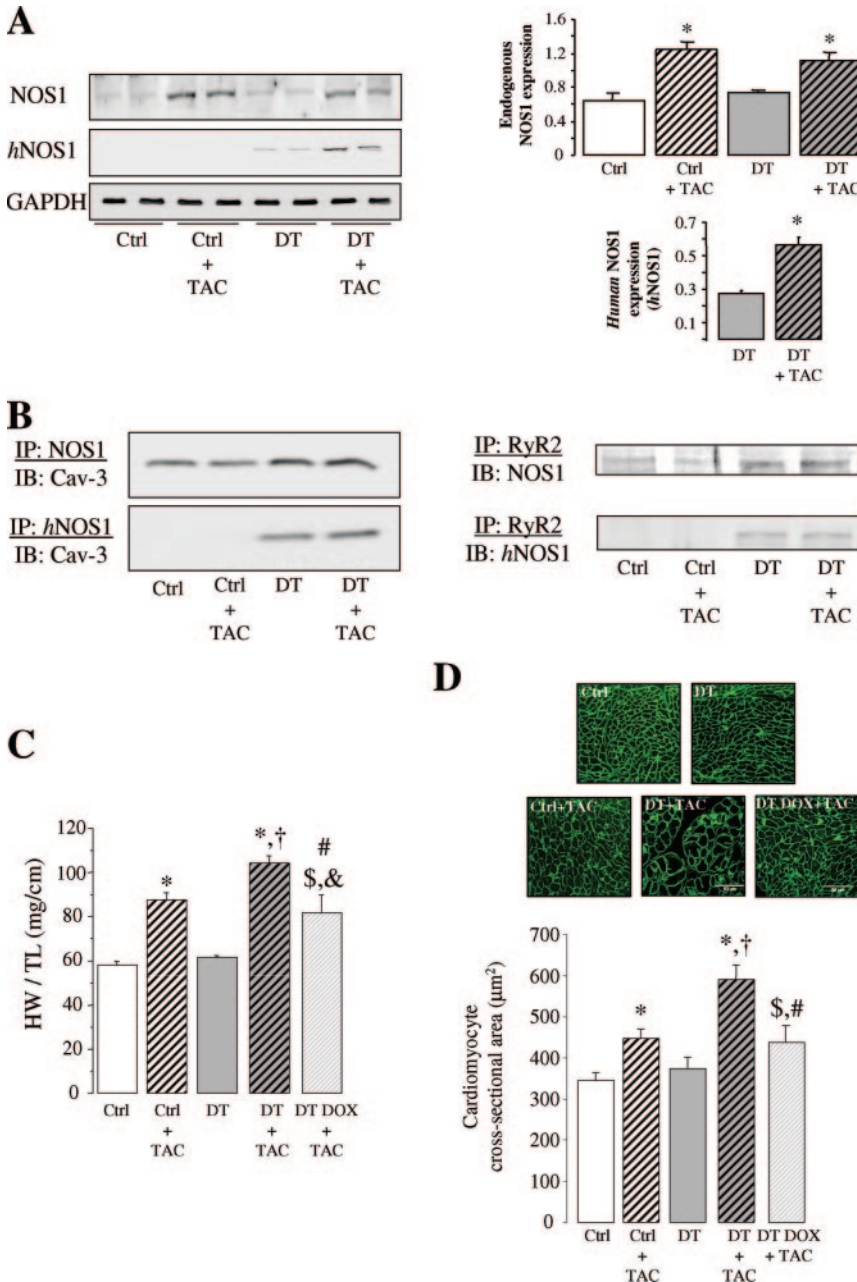 A
NOS1
hNOS1
GAPDH
Ctrl
Ctrl + TAC
DT
DT + TAC
Endogenous NOS1 expression
1.6
1.2
0.8
0.4
0
*
*
Ctrl
Ctrl + TAC
DT
DT + TAC
Human NOS1 expression (hNOS1)
0.7
0.5
0.3
0.1
*
DT
DT + TAC
B
IP: NOS1
IB: Cav-3
IP: hNOS1
IB: Cav-3
Ctrl
Ctrl + TAC
DT
DT + TAC
IP: RyR2
IB: NOS1
IP: RyR2
IB: hNOS1
Ctrl
Ctrl + TAC
DT
DT + TAC
C
HW / TL (mg/cm)
120
100
80
60
40
20
0
*
*,†
#
$,&
Ctrl
Ctrl + TAC
DT
DT + TAC
DT DOX + TAC
D
Ctrl
DT
Ctrl+TAC
DT+TAC
DT DOX+TAC
Cardiomyocyte cross-sectional area (µm²)
700
600
500
400
300
200
100
0
*
*,†
$,#
Ctrl
Ctrl + TAC
DT
DT + TAC
DT DOX + TAC